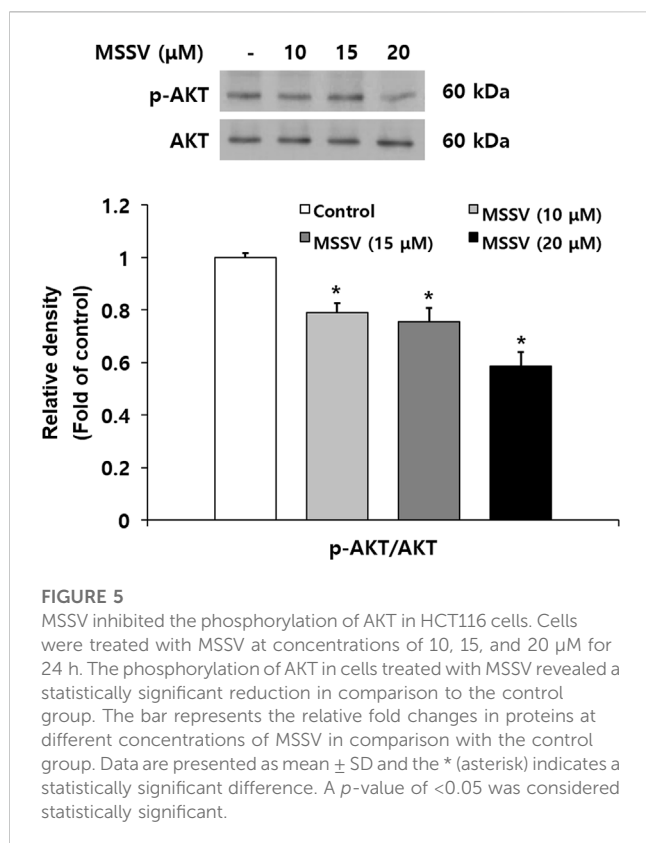 MSSV (µM) - 10 15 20
p-AKT 60 kDa
AKT 60 kDa
1.2
1
0.8
0.6
0.4
0.2
0
Relative density
(Fold of control)
Control MSSV (10 µM)
MSSV (15 µM) MSSV (20 µM)
* * *
p-AKT/AKT
FIGURE 5
MSSV inhibited the phosphorylation of AKT in HCT116 cells. Cells
were treated with MSSV at concentrations of 10, 15, and 20 µM for
24 h. The phosphorylation of AKT in cells treated with MSSV revealed a
statistically significant reduction in comparison to the control
group. The bar represents the relative fold changes in proteins at
different concentrations of MSSV in comparison with the control
group. Data are presented as mean ± SD and the * (asterisk) indicates a
statistically significant difference. A p-value of <0.05 was considered
statistically significant.